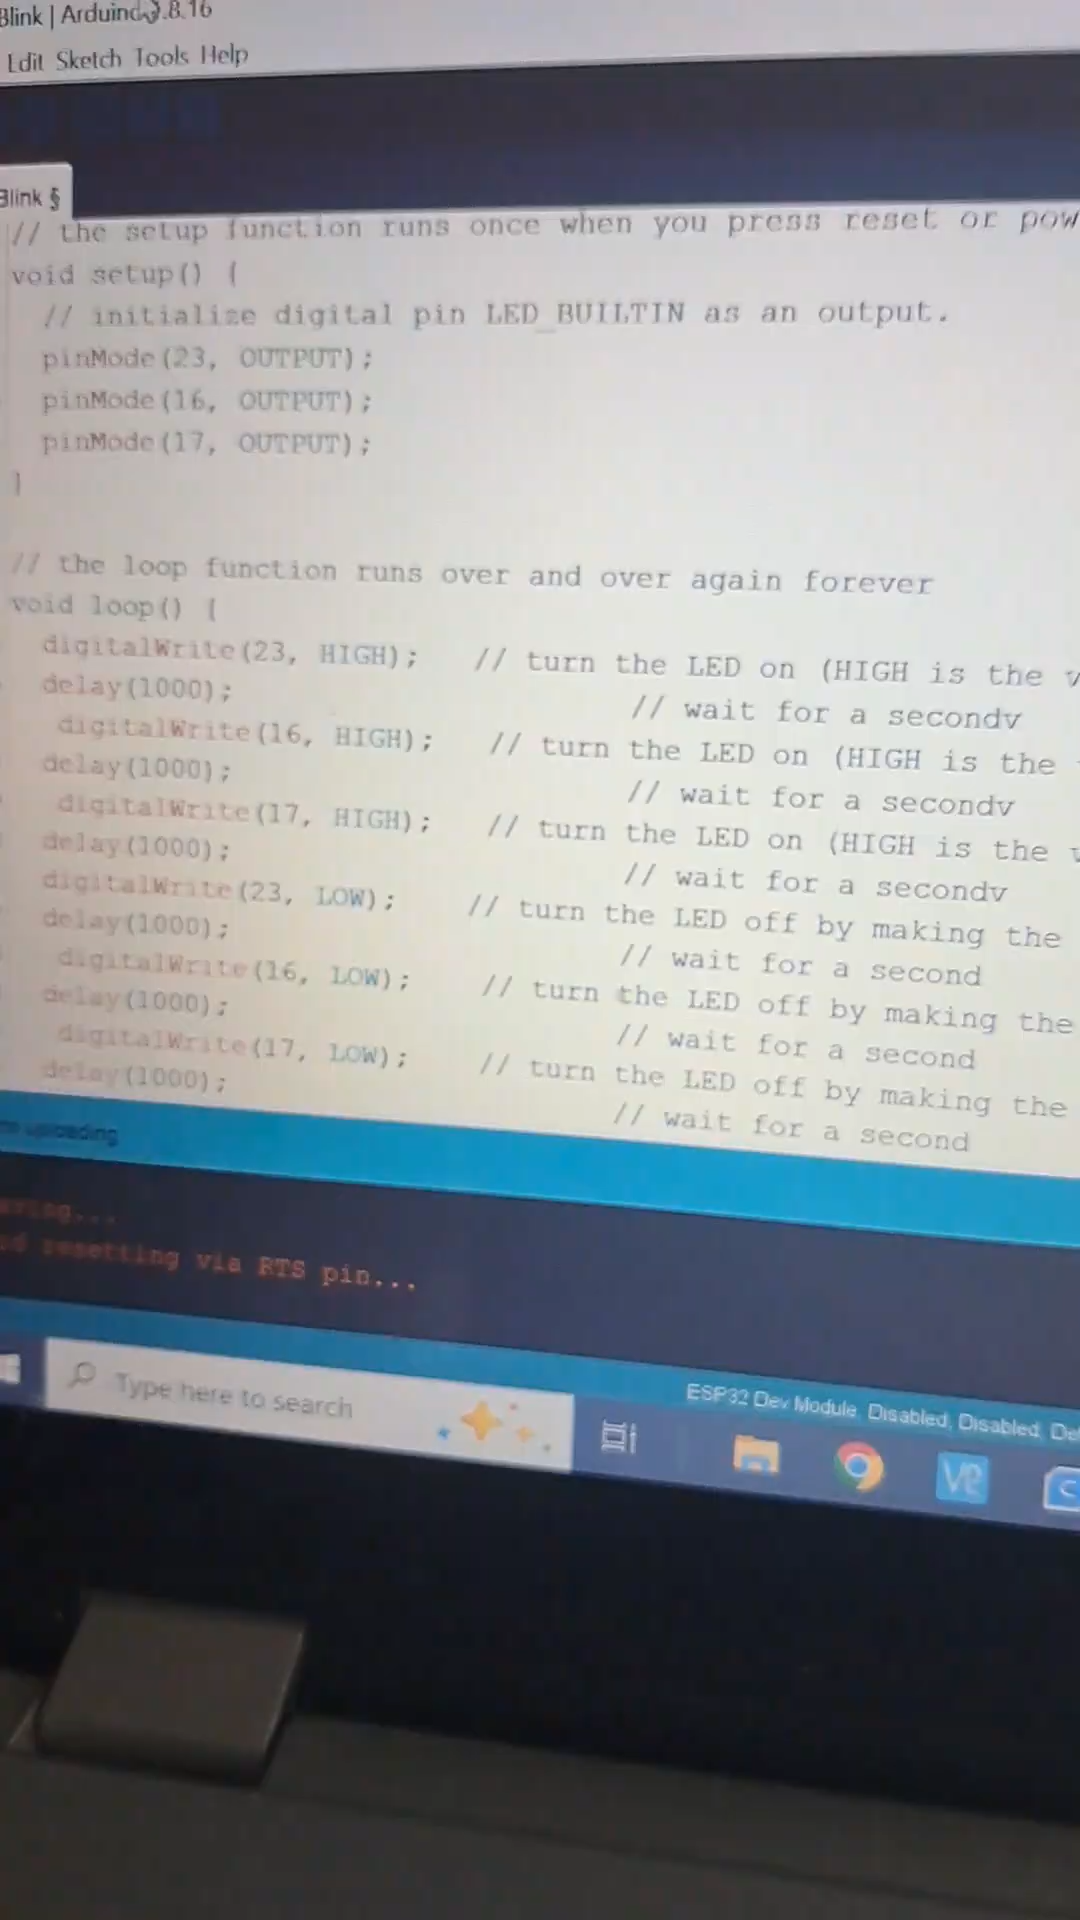 Blink | Arduino 1.8.16
Edit Sketch Tools Help
Blink §
// the setup function runs once when you press reset or pow
void setup() {
// initialize digital pin LED_BUILTIN as an output.
pinMode(23, OUTPUT);
pinMode(16, OUTPUT);
pinMode(17, OUTPUT);
}
// the loop function runs over and over again forever
void loop() {
digitalWrite(23, HIGH); // turn the LED on (HIGH is the v
delay(1000); // wait for a secondv
digitalWrite(16, HIGH); // turn the LED on (HIGH is the
delay(1000); // wait for a secondv
digitalWrite(17, HIGH); // turn the LED on (HIGH is the v
delay(1000); // wait for a secondv
digitalWrite(23, LOW); // turn the LED off by making the
delay(1000); // wait for a second
digitalWrite(16, LOW); // turn the LED off by making the
delay(1000); // wait for a second
digitalWrite(17, LOW); // turn the LED off by making the
delay(1000); // wait for a second
uploading
resetting via RTS pin...
ESP32 Dev Module, Disabled, Disabled, De
Type here to search